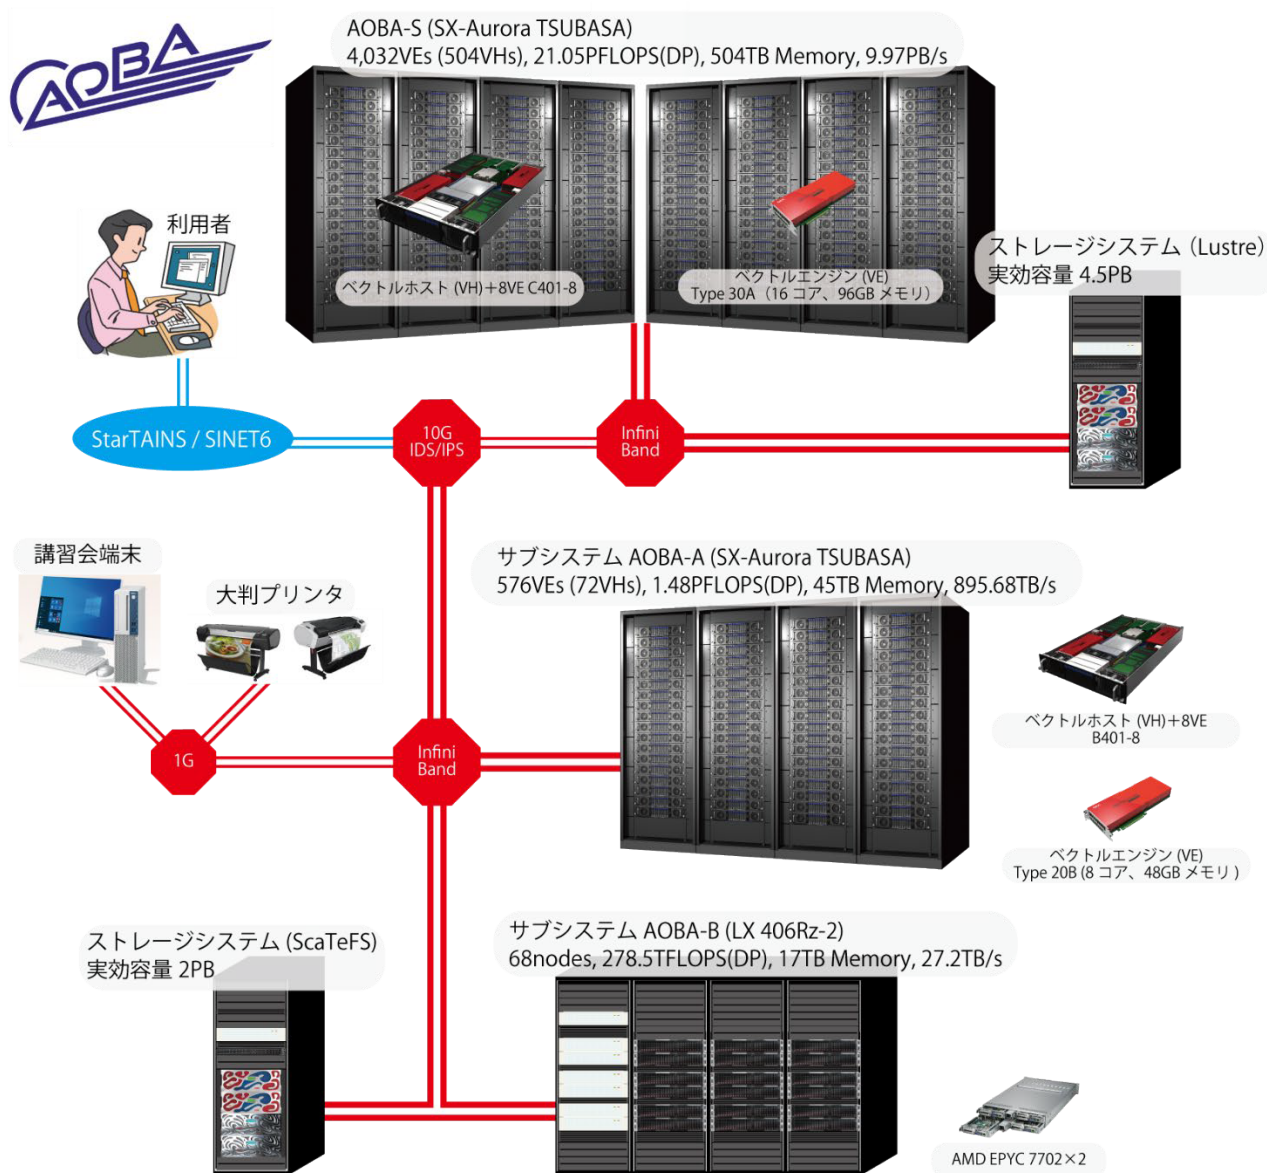 AOBA
AOBA-S (SX-Aurora TSUBASA)
4,032VEs (504VHs), 21.05PFLOPS(DP), 504TB Memory, 9.97PB/s
利用者
ベクトルホスト (VH)＋8VE C401-8
ベクトルエンジン (VE)
Type 30A（16 コア、96GB メモリ）
ストレージシステム（Lustre）
実効容量 4.5PB
StarTAINS / SINET6
10G
IDS/IPS
Infini
Band
講習会端末
大判プリンタ
サブシステム AOBA-A (SX-Aurora TSUBASA)
576VEs (72VHs), 1.48PFLOPS(DP), 45TB Memory, 895.68TB/s
ベクトルホスト (VH)＋8VE
B401-8
1G
Infini
Band
ベクトルエンジン (VE)
Type 20B (8 コア、48GB メモリ )
ストレージシステム (ScaTeFS)
実効容量 2PB
サブシステム AOBA-B (LX 406Rz-2)
68nodes, 278.5TFLOPS(DP), 17TB Memory, 27.2TB/s
AMD EPYC 7702×2